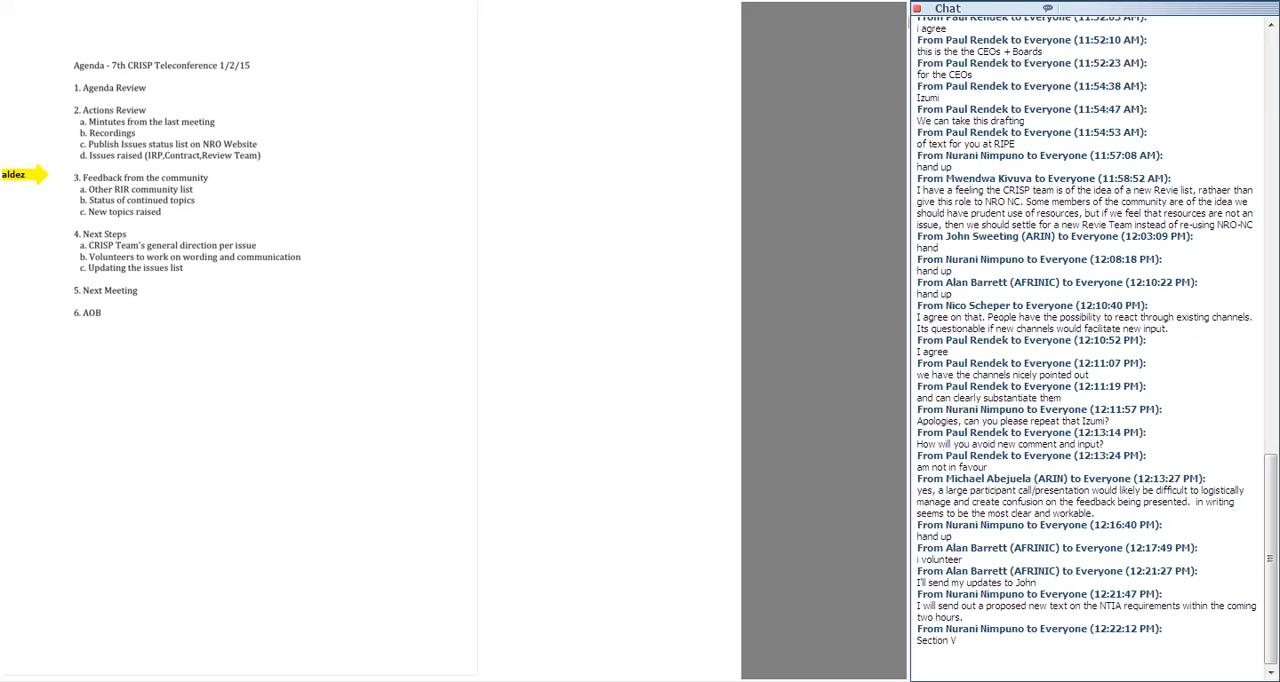 Agenda - 7th CRISP Teleconference 1/2/15
1. Agenda Review
2. Actions Review
a. Mintutes from the last meeting
b. Recordings
c. Publish Issues status list on NRO Website
d. Issues raised (IRP,Contract,Review Team)
aldez
3. Feedback from the community
a. Other RIR community list
b. Status of continued topics
c. New topics raised
4. Next Steps
a. CRISP Team's general direction per issue
b. Volunteers to work on wording and communication
c. Updating the issues list
5. Next Meeting
6. AOB
Chat
From Paul Rendek to Everyone (11:52:05 AM):
i agree
From Paul Rendek to Everyone (11:52:10 AM):
this is the the CEOs + Boards
From Paul Rendek to Everyone (11:52:23 AM):
for the CEOs
From Paul Rendek to Everyone (11:54:38 AM):
Izumi
From Paul Rendek to Everyone (11:54:47 AM):
We can take this drafting
From Paul Rendek to Everyone (11:54:53 AM):
of text for you at RIPE
From Nurani Nimpuno to Everyone (11:57:08 AM):
hand up
From Mwendwa Kivuva to Everyone (11:58:52 AM):
I have a feeling the CRISP team is of the idea of a new Revie list, rathaer than
give this role to NRO NC. Some members of the community are of the idea we
should have prudent use of resources, but if we feel that resources are not an
issue, then we should settle for a new Revie Team instead of re-using NRO-NC
From John Sweeting (ARIN) to Everyone (12:03:09 PM):
hand
From Nurani Nimpuno to Everyone (12:08:18 PM):
hand up
From Alan Barrett (AFRINIC) to Everyone (12:10:22 PM):
hand up
From Nico Scheper to Everyone (12:10:40 PM):
I agree on that. People have the possibility to react through existing channels.
Its questionable if new channels would facilitate new input.
From Paul Rendek to Everyone (12:10:52 PM):
I agree
From Paul Rendek to Everyone (12:11:07 PM):
we have the channels nicely pointed out
From Paul Rendek to Everyone (12:11:19 PM):
and can clearly substantiate them
From Nurani Nimpuno to Everyone (12:11:57 PM):
Apologies, can you please repeat that Izumi?
From Paul Rendek to Everyone (12:13:14 PM):
How will you avoid new comment and input?
From Paul Rendek to Everyone (12:13:24 PM):
am not in favour
From Michael Abejuela (ARIN) to Everyone (12:13:27 PM):
yes, a large participant call/presentation would likely be difficult to logistically
manage and create confusion on the feedback being presented.  in writing
seems to be the most clear and workable.
From Nurani Nimpuno to Everyone (12:16:40 PM):
hand up
From Alan Barrett (AFRINIC) to Everyone (12:17:49 PM):
i volunteer
From Alan Barrett (AFRINIC) to Everyone (12:21:27 PM):
I'll send my updates to John
From Nurani Nimpuno to Everyone (12:21:47 PM):
I will send out a proposed new text on the NTIA requirements within the coming
two hours.
From Nurani Nimpuno to Everyone (12:22:12 PM):
Section V